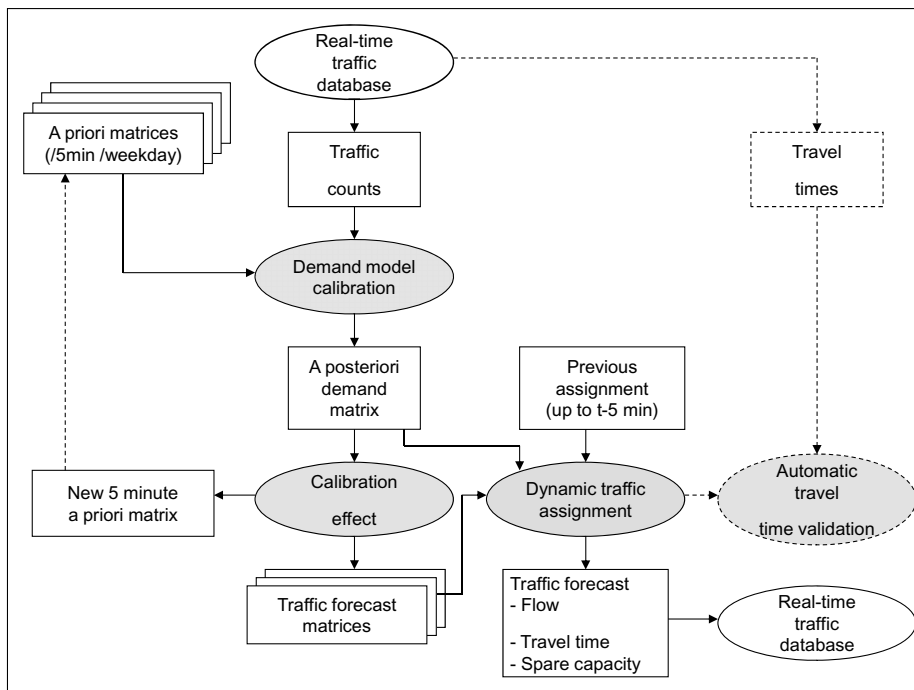 Real-time
traffic
database
A priori matrices
(/5min /weekday)
Traffic
counts
Travel
times
Demand model
calibration
A posteriori
demand
matrix
Previous
assignment
(up to t-5 min)
New 5 minute
a priori matrix
Calibration
effect
Dynamic traffic
assignment
Automatic
travel
time validation
Traffic forecast
matrices
Traffic forecast
- Flow
- Travel time
- Spare capacity
Real-time
traffic
database